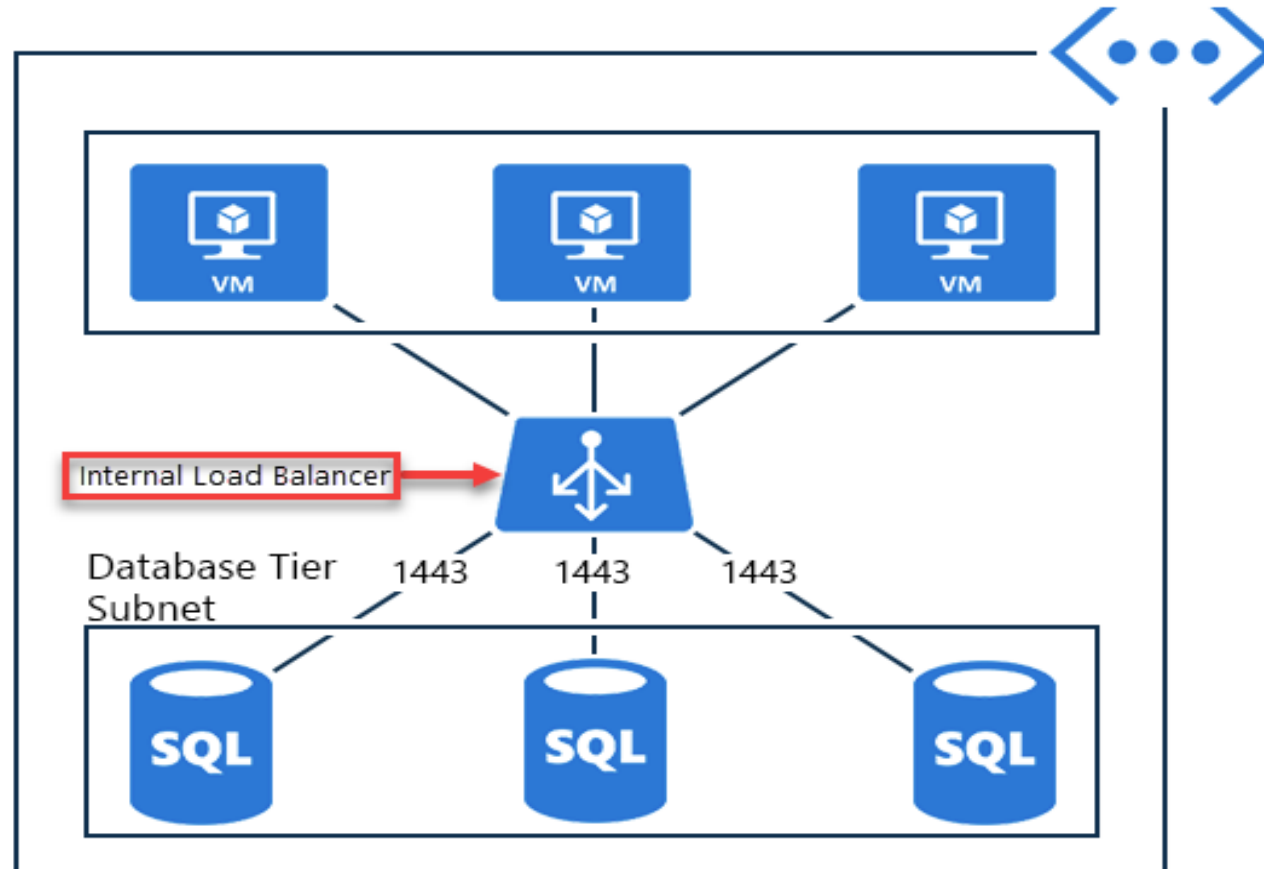 VM
VM
VM
Internal Load Balancer
Database Tier
Subnet
1443
1443
1443
SQL
SQL
SQL